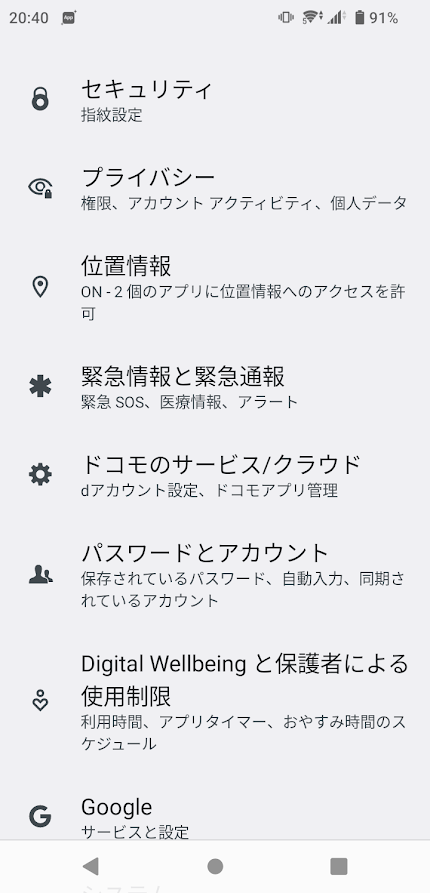 20:40 App 5 91%
セキュリティ
指紋設定
プライバシー
権限、アカウント アクティビティ、個人データ
位置情報
ON - 2 個のアプリに位置情報へのアクセスを許
可
緊急情報と緊急通報
緊急 SOS、医療情報、アラート
ドコモのサービス/クラウド
dアカウント設定、ドコモアプリ管理
パスワードとアカウント
保存されているパスワード、自動入力、同期さ
れているアカウント
Digital Wellbeing と保護者による
使用制限
利用時間、アプリタイマー、おやすみ時間のス
ケジュール
Google
サービスと設定
システム